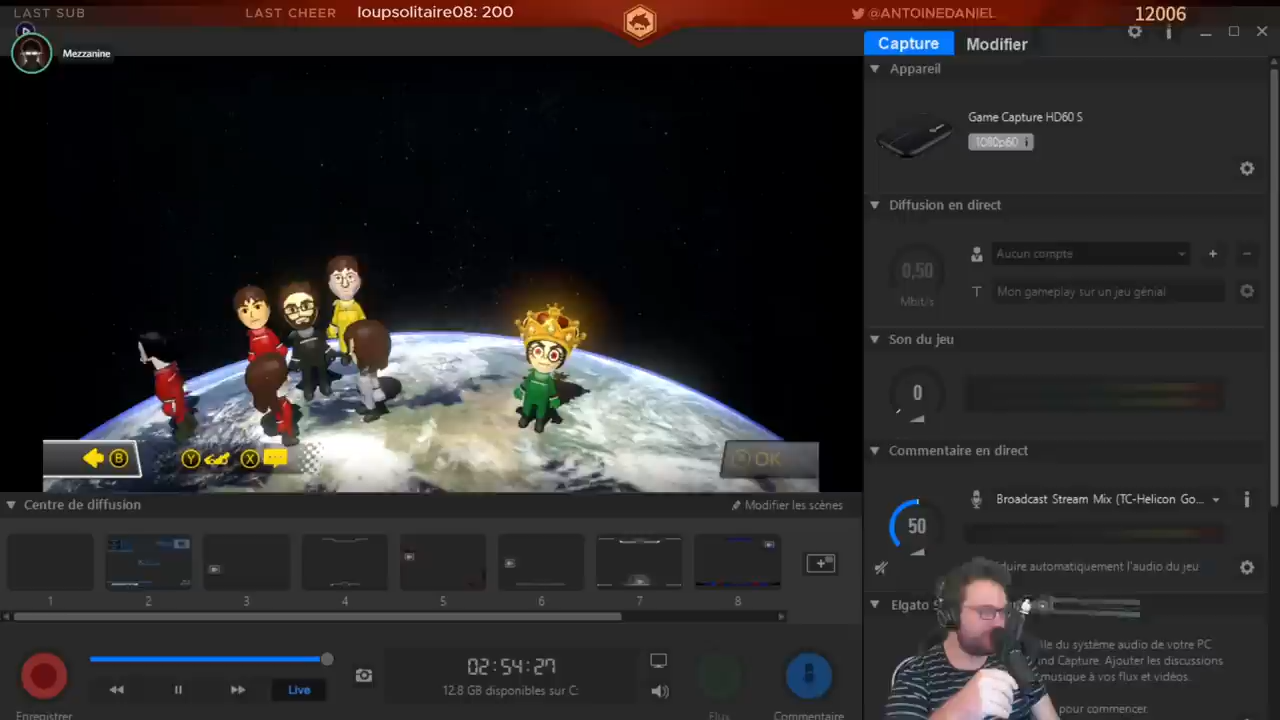 LAST SUB
LAST CHEER
loupsolitaire08: 200
@ANTOINEDANIEL
12006
Mezzanine
Capture
Modifier
Appareil
Game Capture HD60 S
1080p60 i
Diffusion en direct
0,50
Mbit/s
Aucun compte
T
Mon gameplay sur un jeu génial
Son du jeu
0
B
Y
X
OK
Commentaire en direct
Broadcast Stream Mix (TC-Helicon Go...
50
Centre de diffusion
Modifier les scènes
duire automatiquement l'audio du jeu
1
2
3
4
5
6
7
8
Elgato S
02:54:27
12.8 GB disponibles sur C:
Live
le du système audio de votre PC
nd Capture. Ajouter les discussions
musique à vos flux et vidéos.
pour commencer.
Enregistrer
Flux
Commentaire